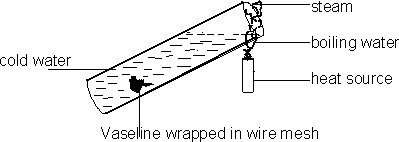 steam
boiling water
cold water
heat source
Vaseline wrapped in wire mesh